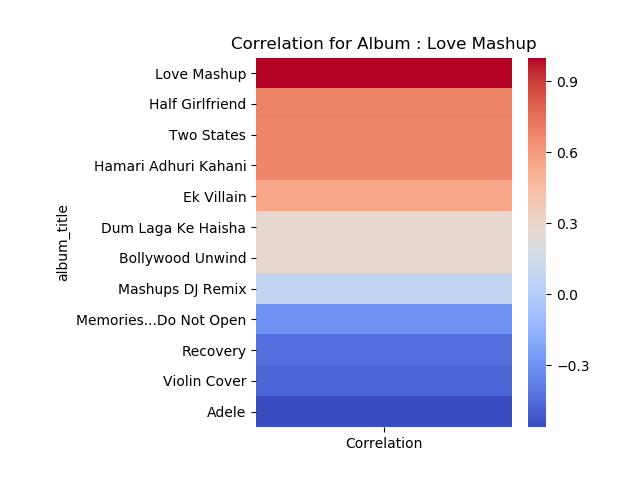 Correlation for Album : Love Mashup
album_title
Love Mashup
Half Girlfriend
Two States
Hamari Adhuri Kahani
Ek Villain
Dum Laga Ke Haisha
Bollywood Unwind
Mashups DJ Remix
Memories...Do Not Open
Recovery
Violin Cover
Adele
Correlation
0.9
0.6
0.3
0.0
−0.3